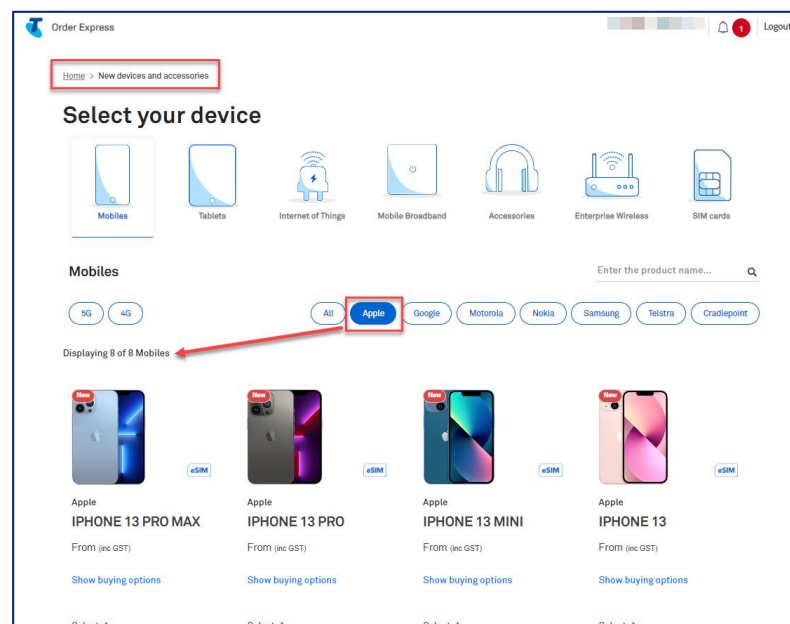 Order Express
1
Logout
Home > New devices and accessories
Select your device
Mobiles Tablets Internet of Things Mobile Broadband Accessories Enterprise Wireless SIM cards
Mobiles
Enter the product name...
5G 4G All Apple Google Motorola Nokia Samsung Telstra Cradlepoint
Displaying 8 of 8 Mobiles
New New New New
eSIM eSIM eSIM eSIM
Apple Apple Apple Apple
IPHONE 13 PRO MAX IPHONE 13 PRO IPHONE 13 MINI IPHONE 13
From (inc GST) From (inc GST) From (inc GST) From (inc GST)
Show buying options Show buying options Show buying options Show buying options